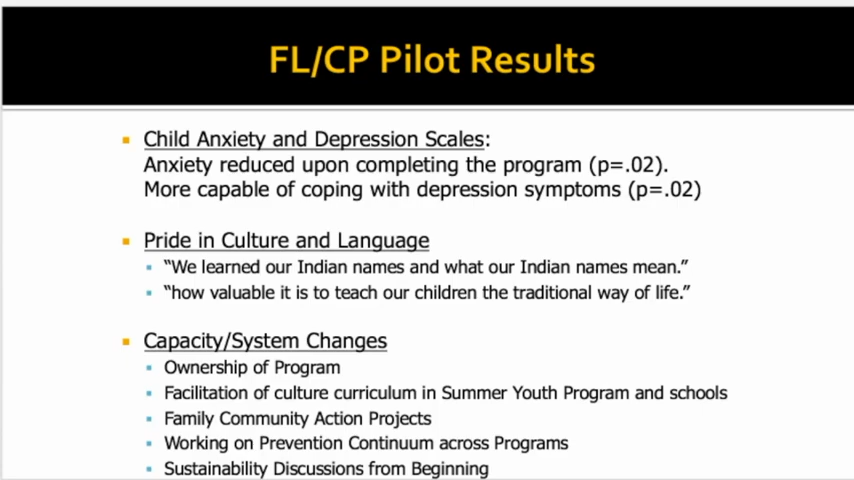 FL/CP Pilot Results
Child Anxiety and Depression Scales:
Anxiety reduced upon completing the program (p=.02).
More capable of coping with depression symptoms (p=.02)
Pride in Culture and Language
“We learned our Indian names and what our Indian names mean.”
“how valuable it is to teach our children the traditional way of life.”
Capacity/System Changes
Ownership of Program
Facilitation of culture curriculum in Summer Youth Program and schools
Family Community Action Projects
Working on Prevention Continuum across Programs
Sustainability Discussions from Beginning